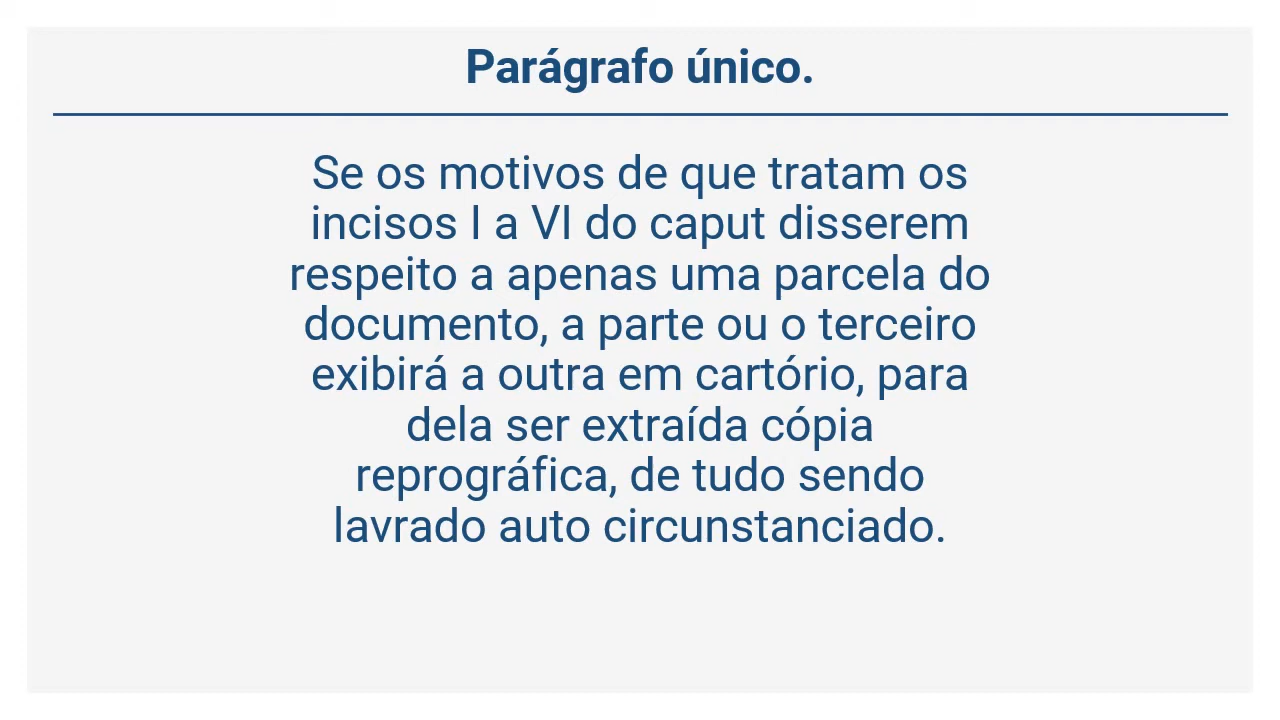 Parágrafo único.
Se os motivos de que tratam os
incisos I a VI do caput disserem
respeito a apenas uma parcela do
documento, a parte ou o terceiro
exibirá a outra em cartório, para
dela ser extraída cópia
reprográfica, de tudo sendo
lavrado auto circunstanciado.